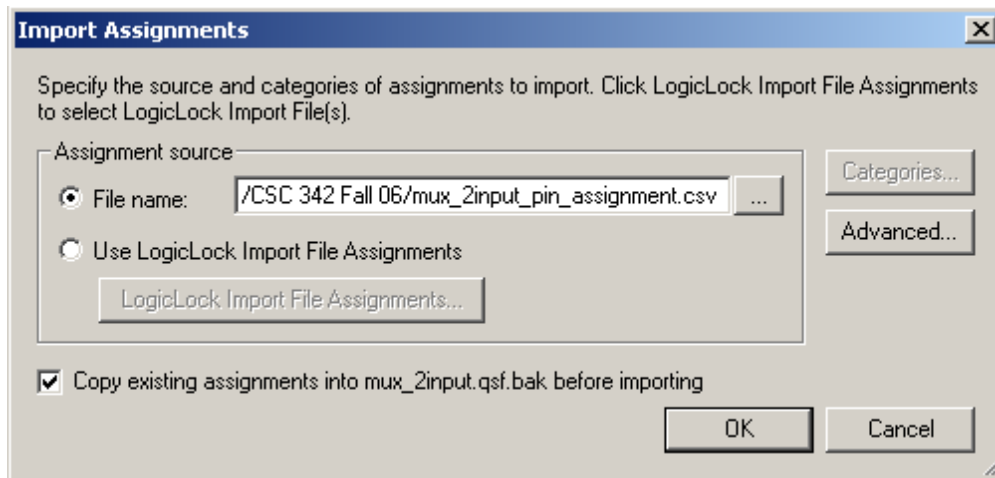 Import Assignments
Specify the source and categories of assignments to import. Click LogicLock Import File Assignments
to select LogicLock Import File(s).
Assignment source
File name: /CSC 342 Fall 06/mux_2input_pin_assignment.csv ...
Categories...
Use LogicLock Import File Assignments
Advanced...
LogicLock Import File Assignments...
Copy existing assignments into mux_2input.qsf.bak before importing
OK Cancel